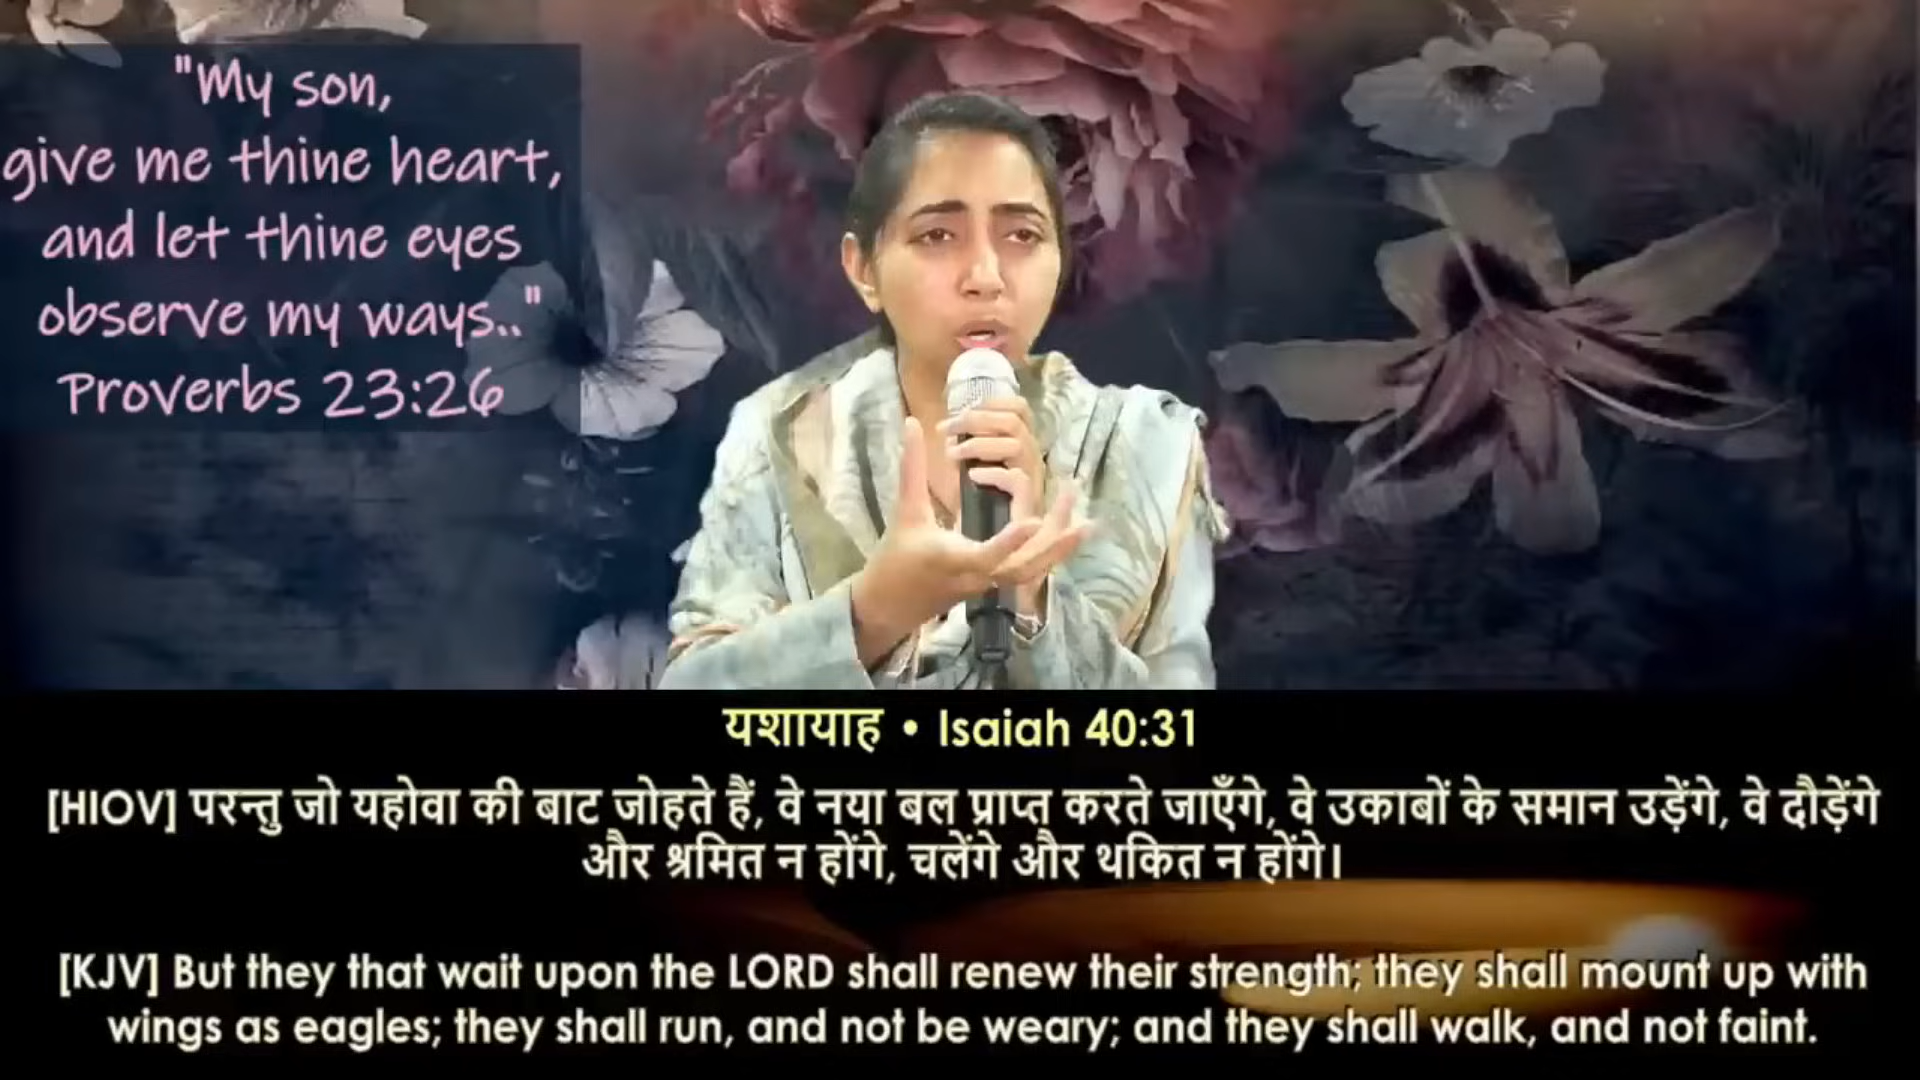 "My son,
give me thine heart,
and let thine eyes
observe my ways.."
Proverbs 23:26
यशायाह • Isaiah 40:31
[HIOV] परन्तु जो यहोवा की बाट जोहते हैं, वे नया बल प्राप्त करते जाएँगे, वे उकाबों के समान उड़ेंगे, वे दौड़ेंगे
और श्रमित न होंगे, चलेंगे और थकित न होंगे।
[KJV] But they that wait upon the LORD shall renew their strength; they shall mount up with
wings as eagles; they shall run, and not be weary; and they shall walk, and not faint.